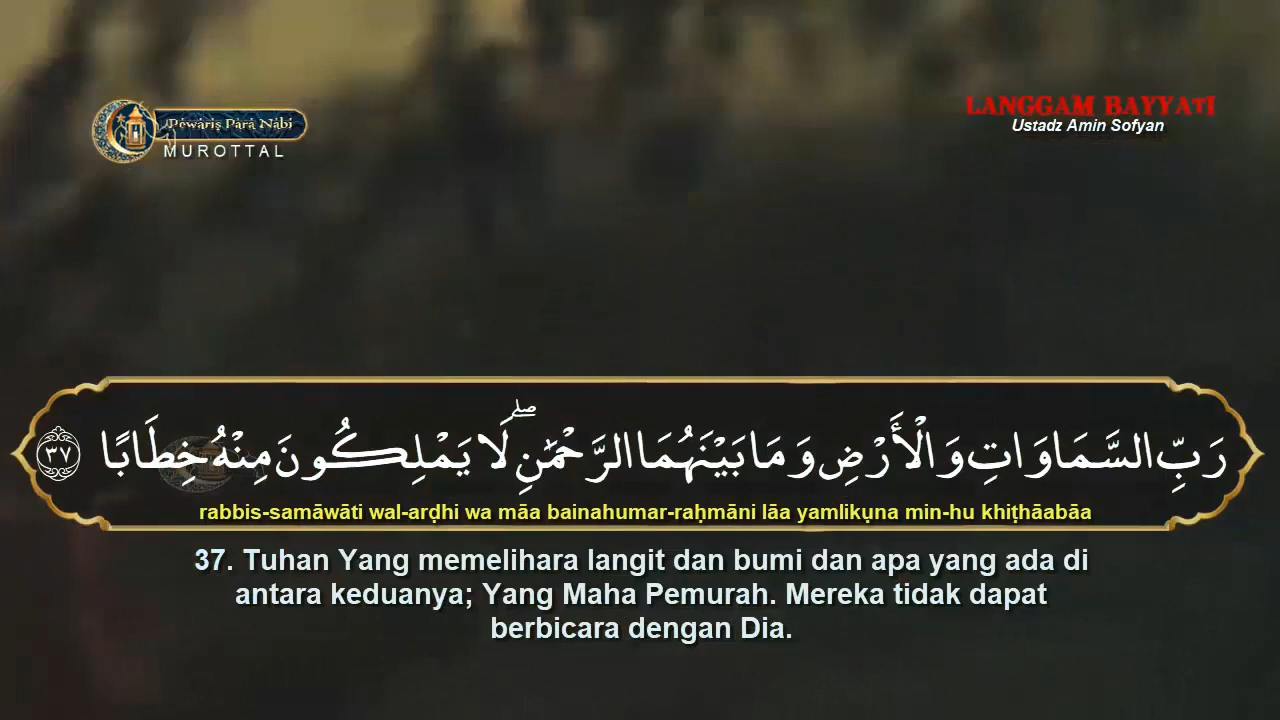 Pewaris Para Nabi
MUROTTAL
LANGGAM BAYYATI
Ustadz Amin Sofyan
رَبِّ السَّمَاوَاتِ وَالْأَرْضِ وَمَا بَيْنَهُمَا الرَّحْمَٰنِ ۖ لَا يَمْلِكُونَ مِنْهُ خِطَابًا ٣٧
rabbis-samāwāti wal-arḍhi wa māa bainahumar-raḥmāni lāa yamlikụna min-hu khiṭhāabāa
37. Tuhan Yang memelihara langit dan bumi dan apa yang ada di
antara keduanya; Yang Maha Pemurah. Mereka tidak dapat
berbicara dengan Dia.